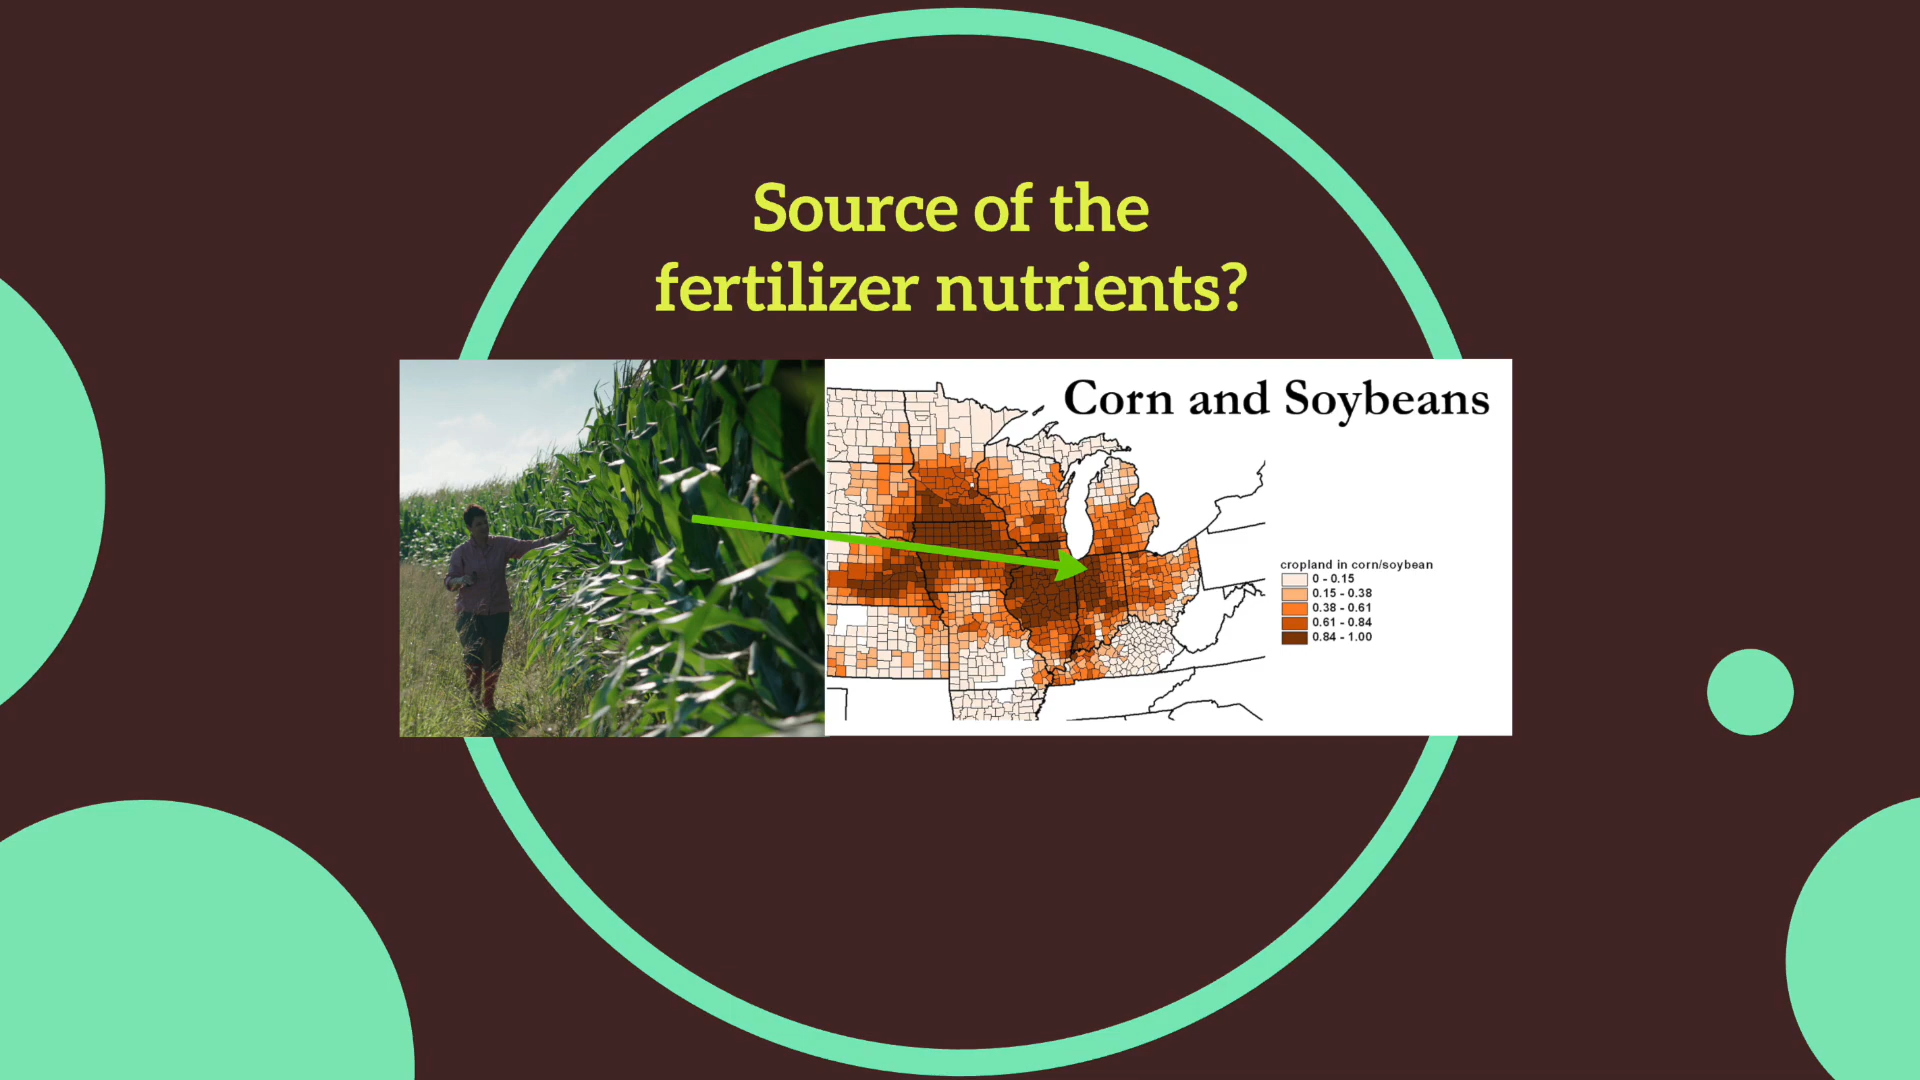 Source of the
fertilizer nutrients?
Corn and Soybeans
cropland in corn/soybean
0 - 0.15
0.15 - 0.38
0.38 - 0.61
0.61 - 0.84
0.84 - 1.00